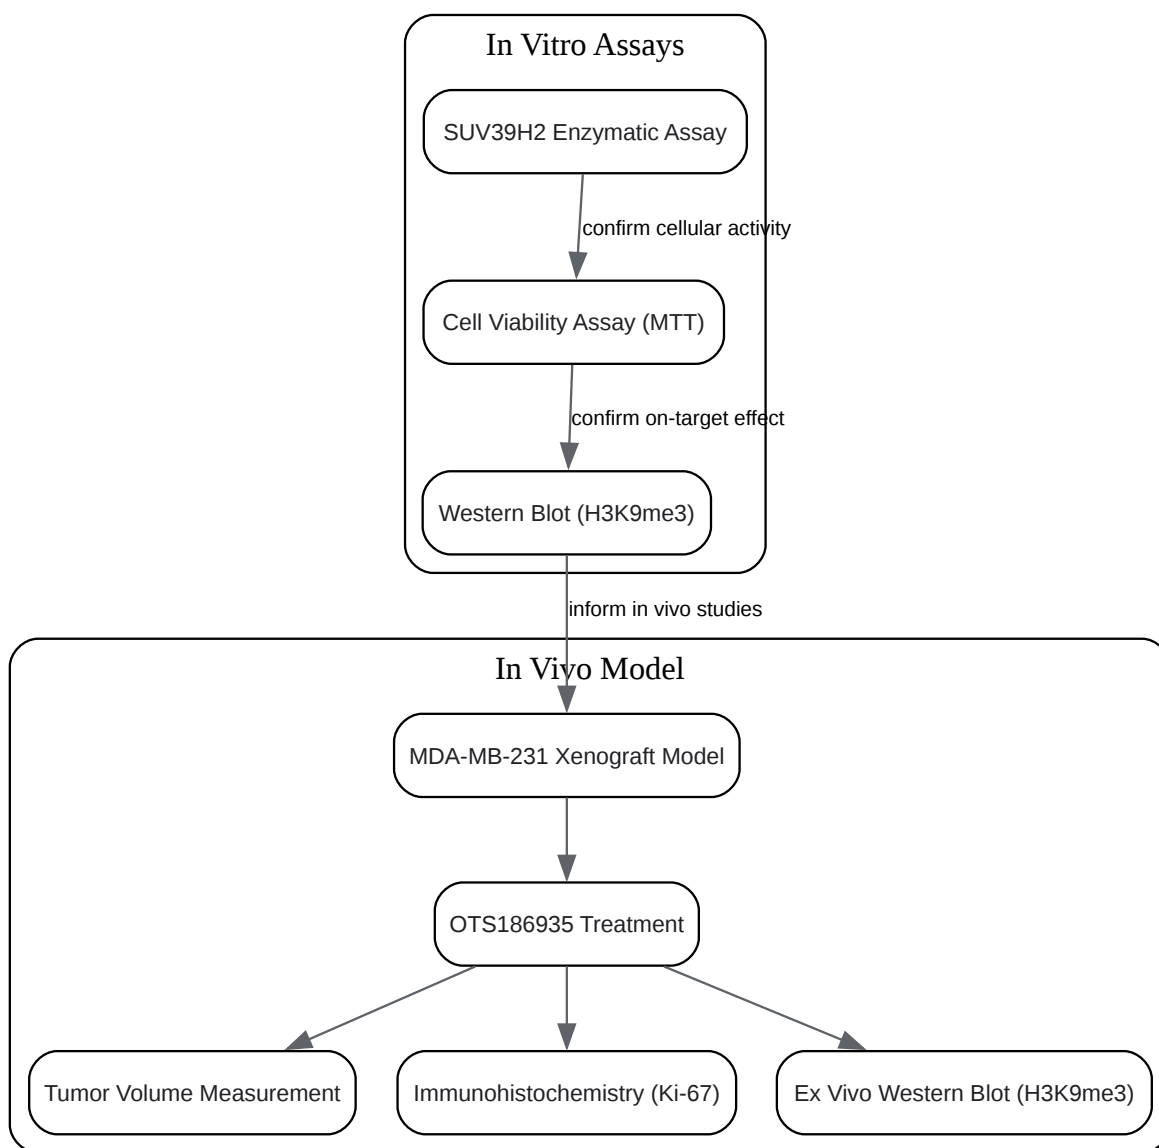 In Vitro Assays
SUV39H2 Enzymatic Assay
confirm cellular activity
Cell Viability Assay (MTT)
confirm on-target effect
Western Blot (H3K9me3)
inform in vivo studies
In Vivo Model
MDA-MB-231 Xenograft Model
OTS186935 Treatment
Tumor Volume Measurement
Immunohistochemistry (Ki-67)
Ex Vivo Western Blot (H3K9me3)